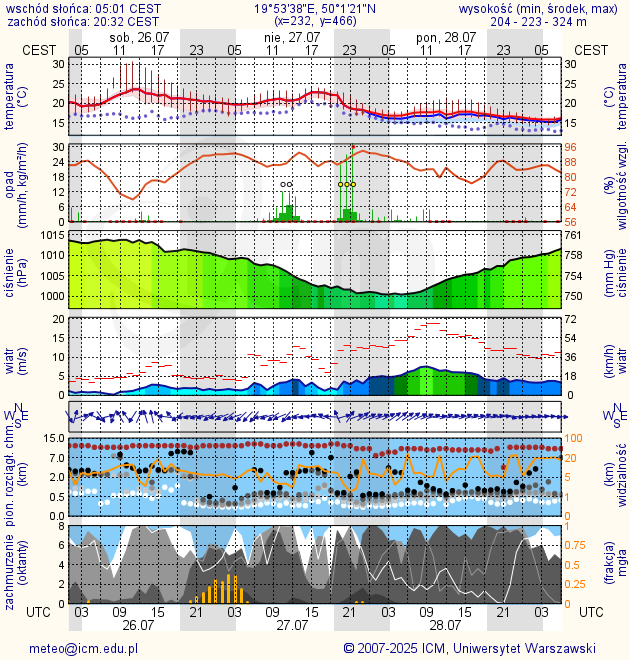 wschód słońca: 05:01 CEST 19°53'38"E, 50°1'21"N wysokość (min, środek, max)
zachód słońca: 20:32 CEST (x=232, y=466) 204 - 223 - 324 m
sob, 26.07 nie, 27.07 pon, 28.07
CEST 05 11 17 23 05 11 17 23 05 11 17 23 05 CEST
temperatura (°C) 30 25 20 15 30 25 20 15 (°C) temperatura
opad (mm/h, kg/m²/h) 30 24 18 12 6 0 96 88 80 72 64 56 (%) wilgotność wzgl.
ciśnienie (hPa) 1015 1010 1005 1000 761 758 754 750 (mm Hg) ciśnienie
wiatr (m/s) 20 15 10 5 0 72 54 36 18 0 (km/h) wiatr
N W E S N W E S
pion. rozciągł. chm. (km) 15.0 7.0 2.0 0.5 0.0 100 20 5 1 0 (km) widzialność
zachmurzenie (oktanty) 8 6 4 2 0 1 0.75 0.5 0.25 0 (frakcja) mgła
UTC 03 09 15 21 03 09 15 21 03 09 15 21 03 UTC
26.07 27.07 28.07
meteo@icm.edu.pl © 2007-2025 ICM, Uniwersytet Warszawski